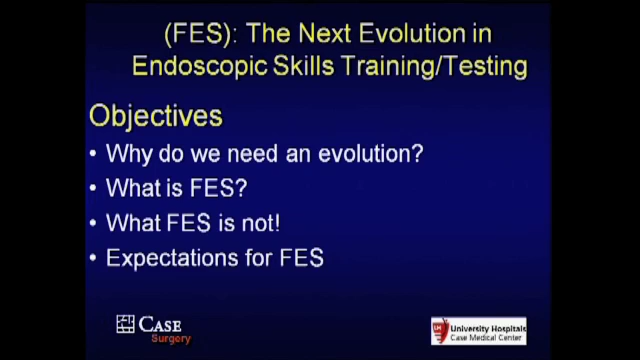 (FES): The Next Evolution in
Endoscopic Skills Training/Testing
Objectives
• Why do we need an evolution?
• What is FES?
• What FES is not!
• Expectations for FES
CASE
Surgery
University Hospitals
Case Medical Center